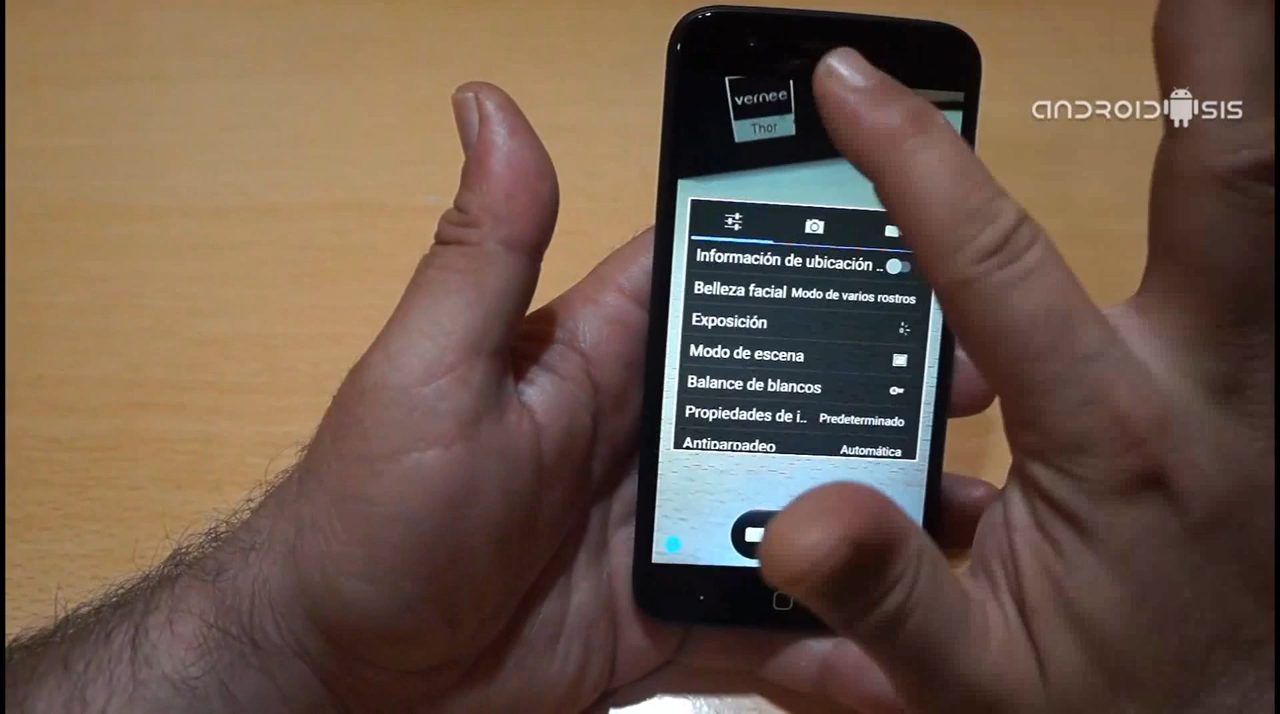 vernee
Thor
ANDROIDSIS
Información de ubicación ..
Belleza facial Modo de varios rostros
Exposición
Modo de escena
Balance de blancos
Propiedades de i.. Predeterminado
Antiparpadeo Automática